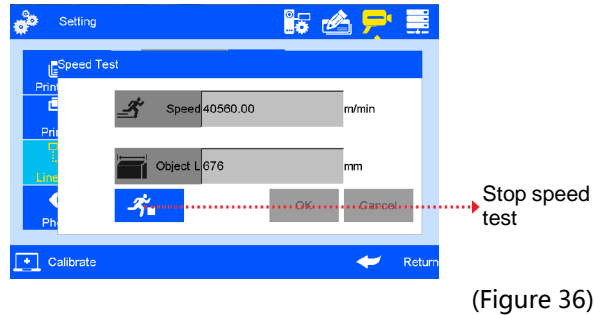 Setting
Speed Test
Prin
Speed 40560.00 m/min
Pri
Object L 676 mm
Line
OK Cancel
Ph
Stop speed
test
Calibrate Return
(Figure 36)